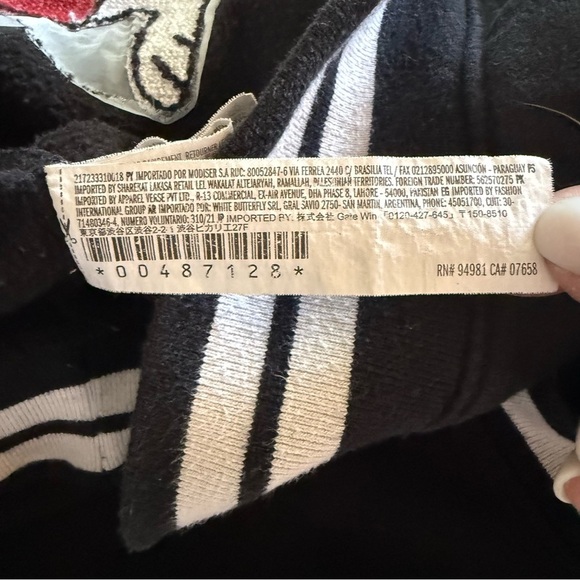 217233310618 PY IMPORTADO POR MODISER S.A RUC: 80052847-6 VIA FERREA 2440 C/ BRASILIA TEL / FAX 0212895000 ASUNCIÓN - PARAGUAY PS
IMPORTED BY SHAREKAT LAKASA RETAIL LEL WAKALAT ALTEJARYAH, RAMALLAH, PALESTINIAN TERRITORIES. FOREIGN TRADE NUMBER: 562570275 PK
IMPORTED BY APPAREL VERSE PVT LTD., R-13 COMMERCIAL, EX-AIR AVENUE, DHA PHASE 8, LAHORE - 54000, PAKISTAN EG IMPORTED BY FASHION
INTERNATIONAL GROUP AR IMPORTADO POR: WHITE BUTTERFLY SRL, GRAL SAVIO 2750- SAN MARTIN, ARGENTINA, PHONE: 45051700, CUIT: 30-
71480346-4, NUMERO VOLUNTARIO: 310/21 JP IMPORTED BY: 株式会社 Gate Win 「0120-427-645」 〒150-8510
東京都渋谷区渋谷2-21 渋谷ヒカリエ27F
*00487128*
RN# 94981 CA# 07658